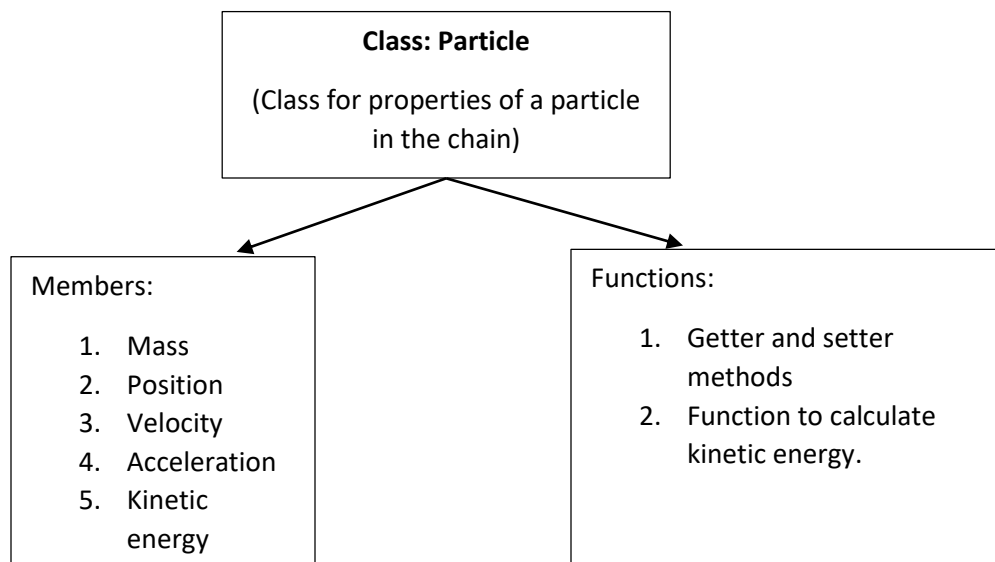 Class: Particle
(Class for properties of a particle
in the chain)
Members:
1. Mass
2. Position
3. Velocity
4. Acceleration
5. Kinetic
energy
Functions:
1. Getter and setter
methods
2. Function to calculate
kinetic energy.